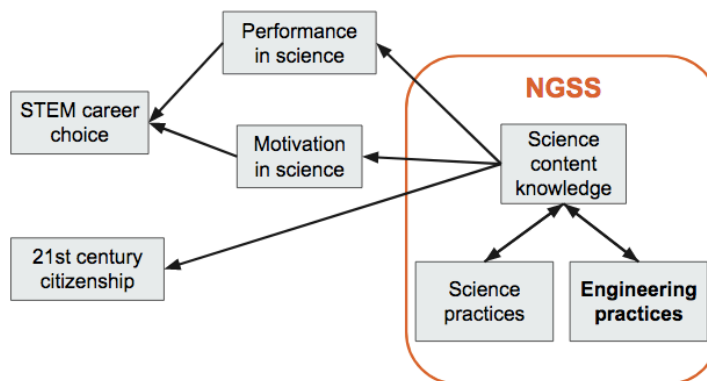 Performance
in science
NGSS
STEM career
choice
Motivation
in science
Science
content
knowledge
21st century
citizenship
Science
practices
Engineering
practices